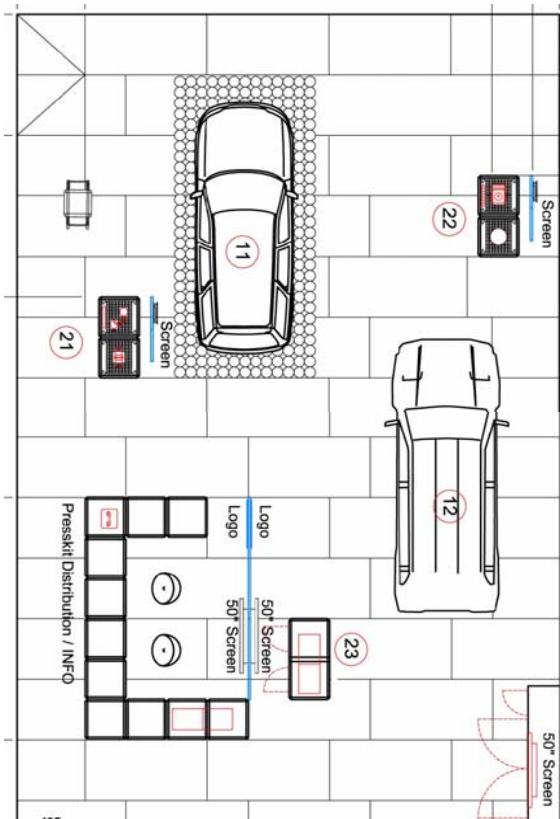 11
Screen
22
Screen
21
12
Logo
Logo
Presskit Distribution / INFO
50" Screen
50" Screen
23
50" Screen